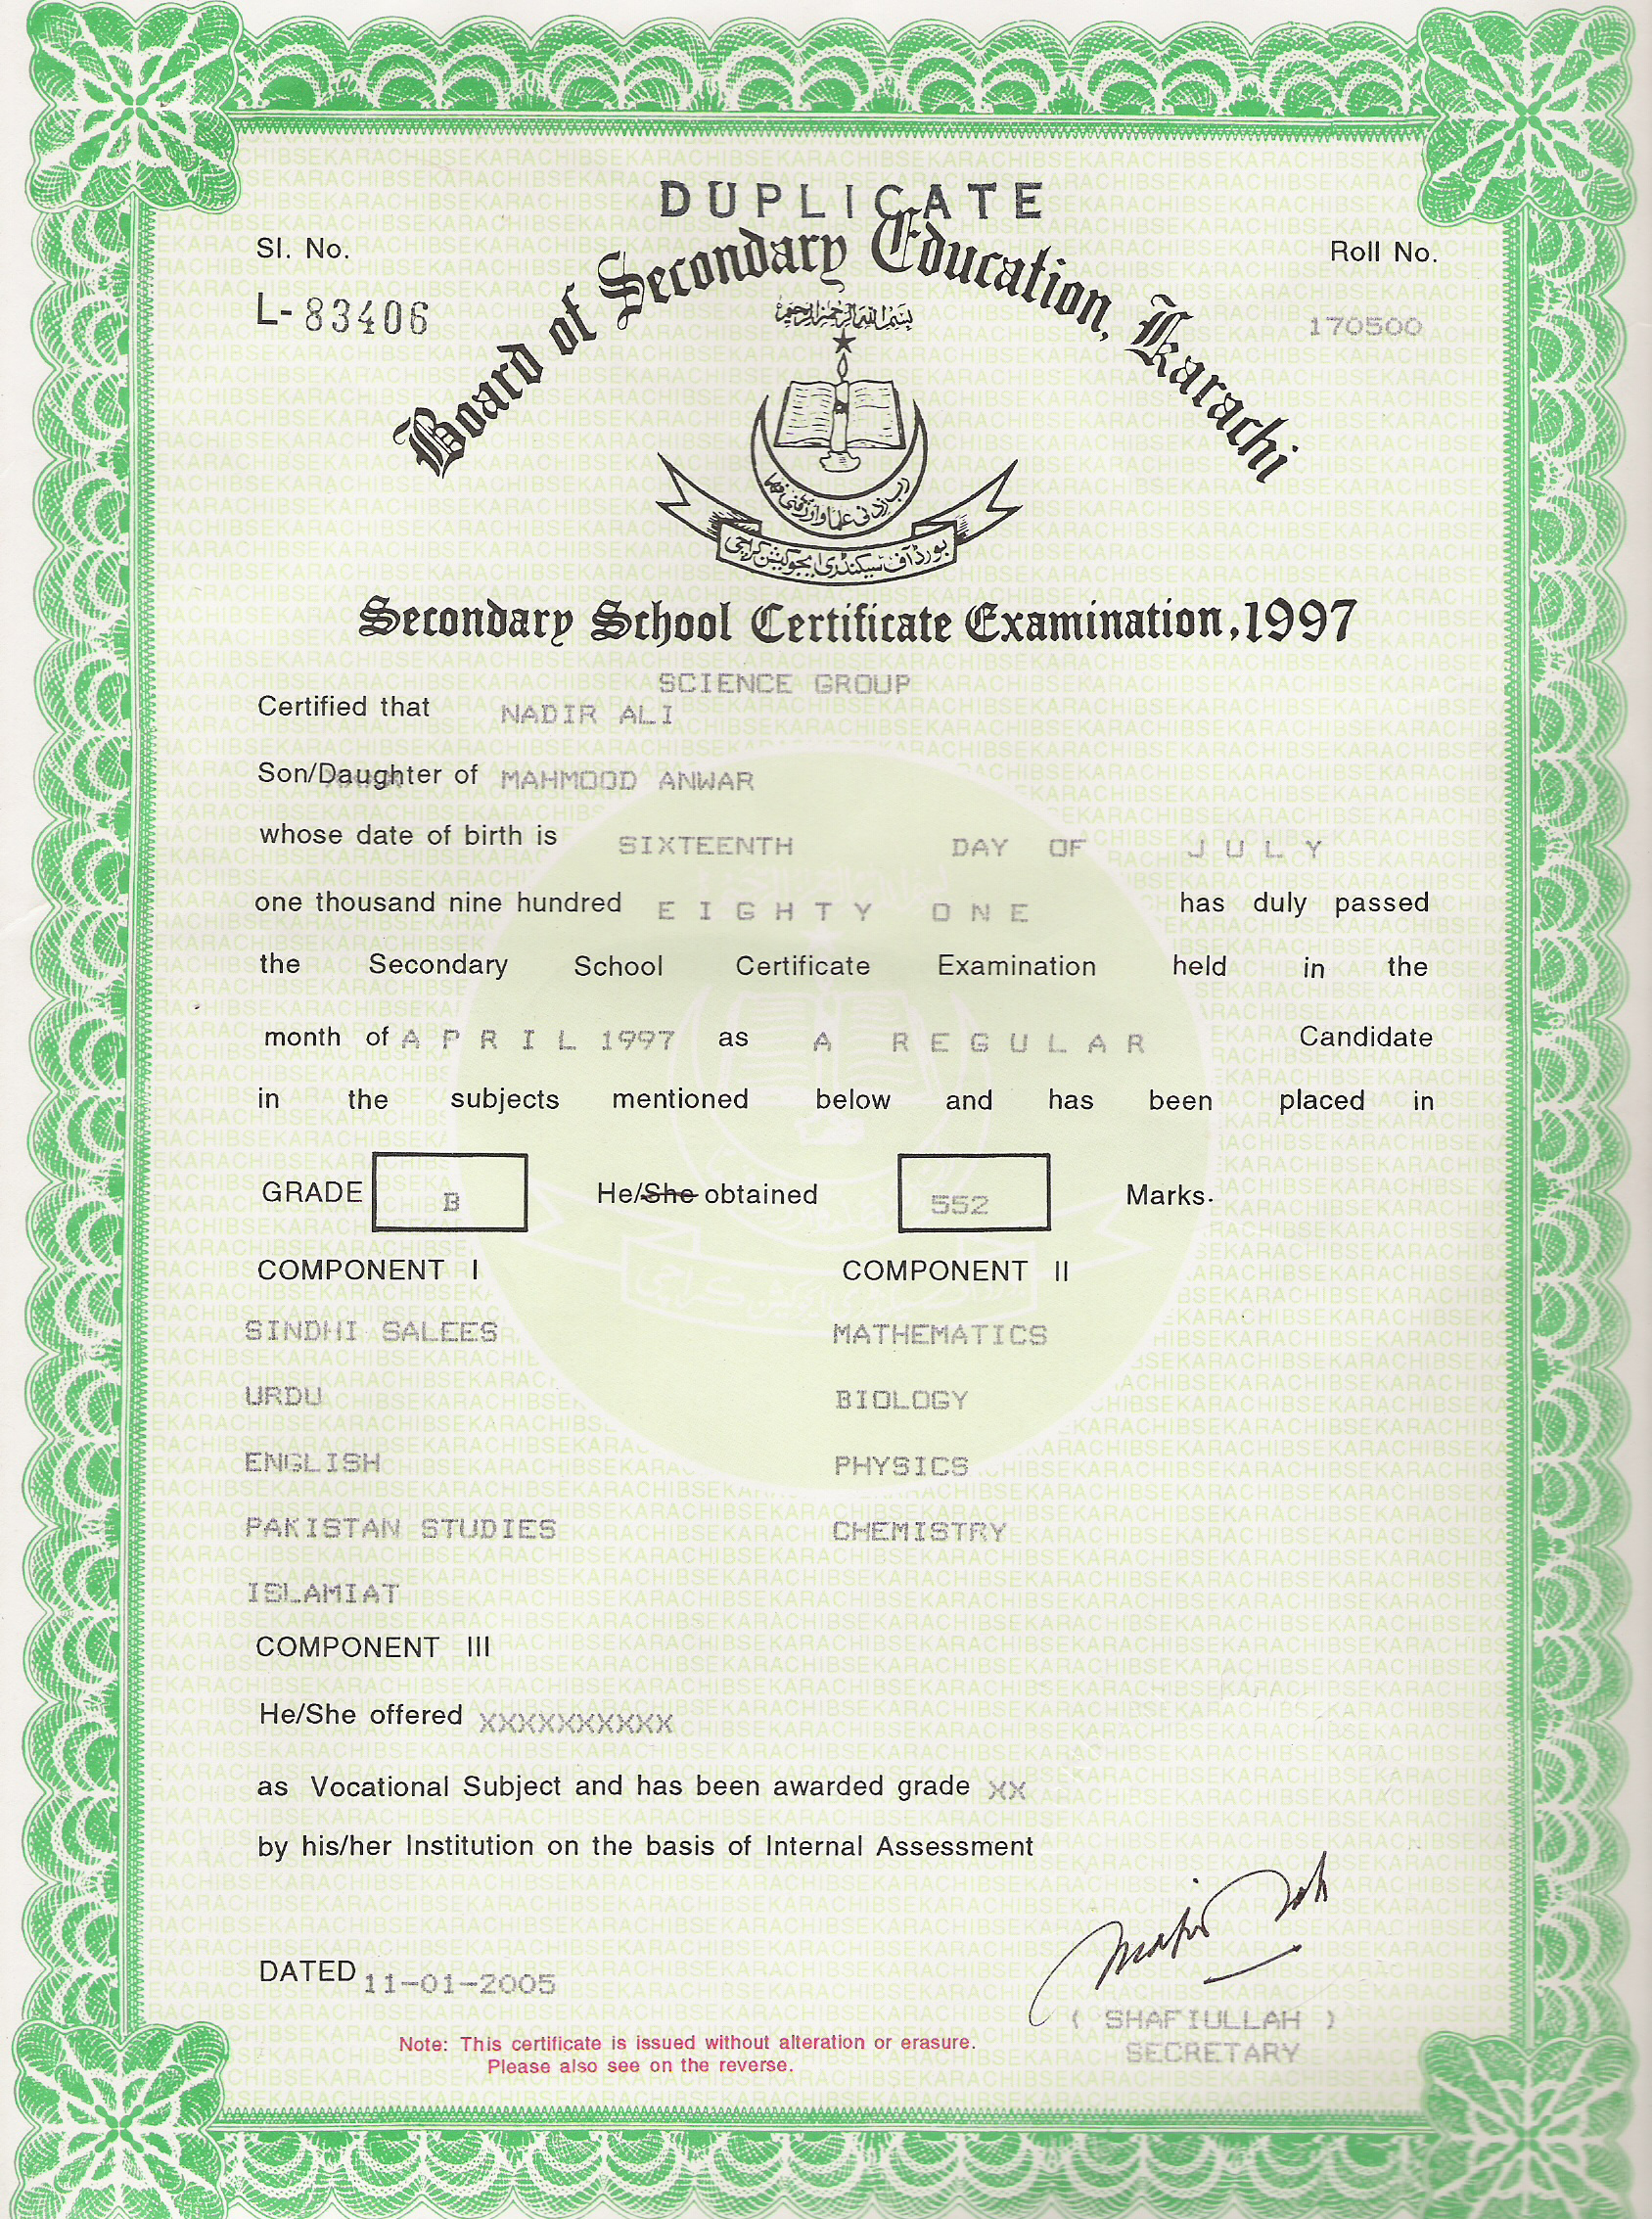 DUPLICATE
Sl. No.
Roll No.
L- 83406
170500
Board of Secondary Education, Karachi
بسم الله الرحمن الرحيم
رب زدنی علما وارزقنی فهما
بورڈ آف سیکنڈری ایجوکیشن کراچی
Secondary School Certificate Examination, 1997
SCIENCE GROUP
Certified that NADIR ALI
Son/Daughter of MAHMOOD ANWAR
whose date of birth is SIXTEENTH DAY OF JULY
one thousand nine hundred EIGHTY ONE has duly passed
the Secondary School Certificate Examination held in the
month of APRIL 1997 as A REGULAR Candidate
in the subjects mentioned below and has been placed in
GRADE B He/She obtained 552 Marks.
COMPONENT I COMPONENT II
SINDHI SALEES MATHEMATICS
URDU BIOLOGY
ENGLISH PHYSICS
PAKISTAN STUDIES CHEMISTRY
ISLAMIAT
COMPONENT III
He/She offered XXXXXXXXXX
as Vocational Subject and has been awarded grade XX
by his/her Institution on the basis of Internal Assessment
DATED 11-01-2005
( SHAFIULLAH )
SECRETARY
Note: This certificate is issued without alteration or erasure.
Please also see on the reverse.